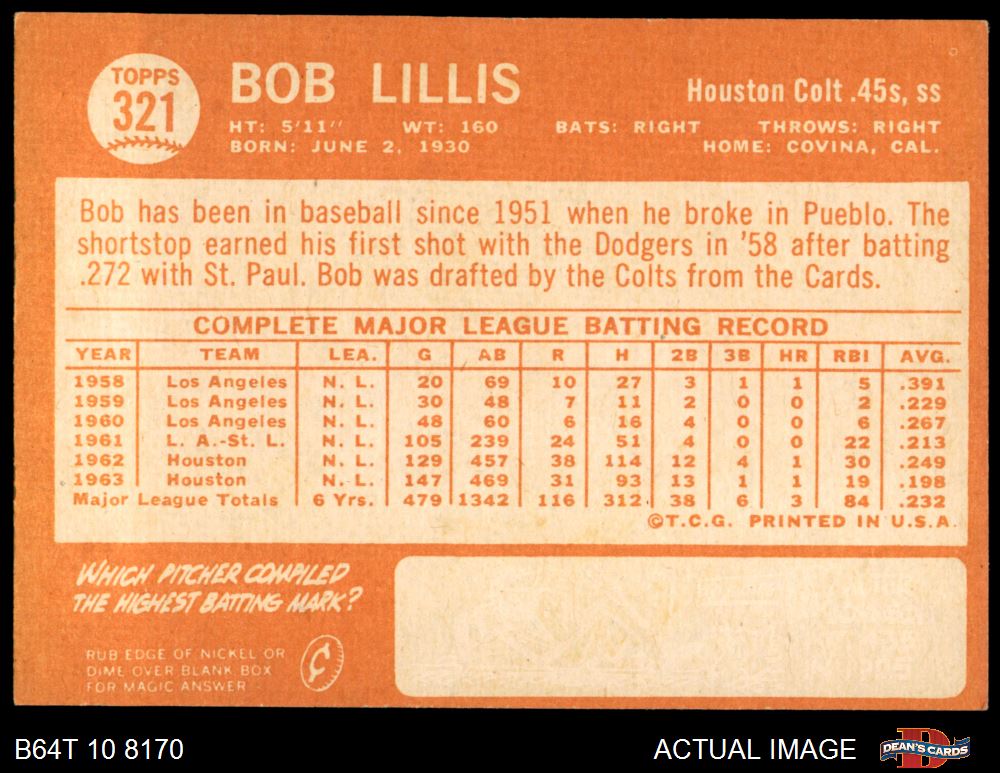 TOPPS
321
BOB LILLIS
Houston Colt .45s, ss
HT: 5'11" WT: 160 BATS: RIGHT THROWS: RIGHT
BORN: JUNE 2, 1930 HOME: COVINA, CAL.
Bob has been in baseball since 1951 when he broke in Pueblo. The
shortstop earned his first shot with the Dodgers in '58 after batting
.272 with St. Paul. Bob was drafted by the Colts from the Cards.
COMPLETE MAJOR LEAGUE BATTING RECORD
YEAR TEAM LEA. G AB R H 2B 3B HR RBI AVG.
1958 Los Angeles N. L. 20 69 10 27 3 1 1 5 .391
1959 Los Angeles N. L. 30 48 7 11 2 0 0 2 .229
1960 Los Angeles N. L. 48 60 6 16 4 0 0 6 .267
1961 L. A.-St. L. N. L. 105 239 24 51 4 0 0 22 .213
1962 Houston N. L. 129 457 38 114 12 4 1 30 .249
1963 Houston N. L. 147 469 31 93 13 1 1 19 .198
Major League Totals 6 Yrs. 479 1342 116 312 38 6 3 84 .232
©T.C.G. PRINTED IN U.S.A.
WHICH PITCHER COMPILED
THE HIGHEST BATTING MARK?
RUB EDGE OF NICKEL OR
DIME OVER BLANK BOX
FOR MAGIC ANSWER
¢
B64T 10 8170
ACTUAL IMAGE
DEAN'S CARDS